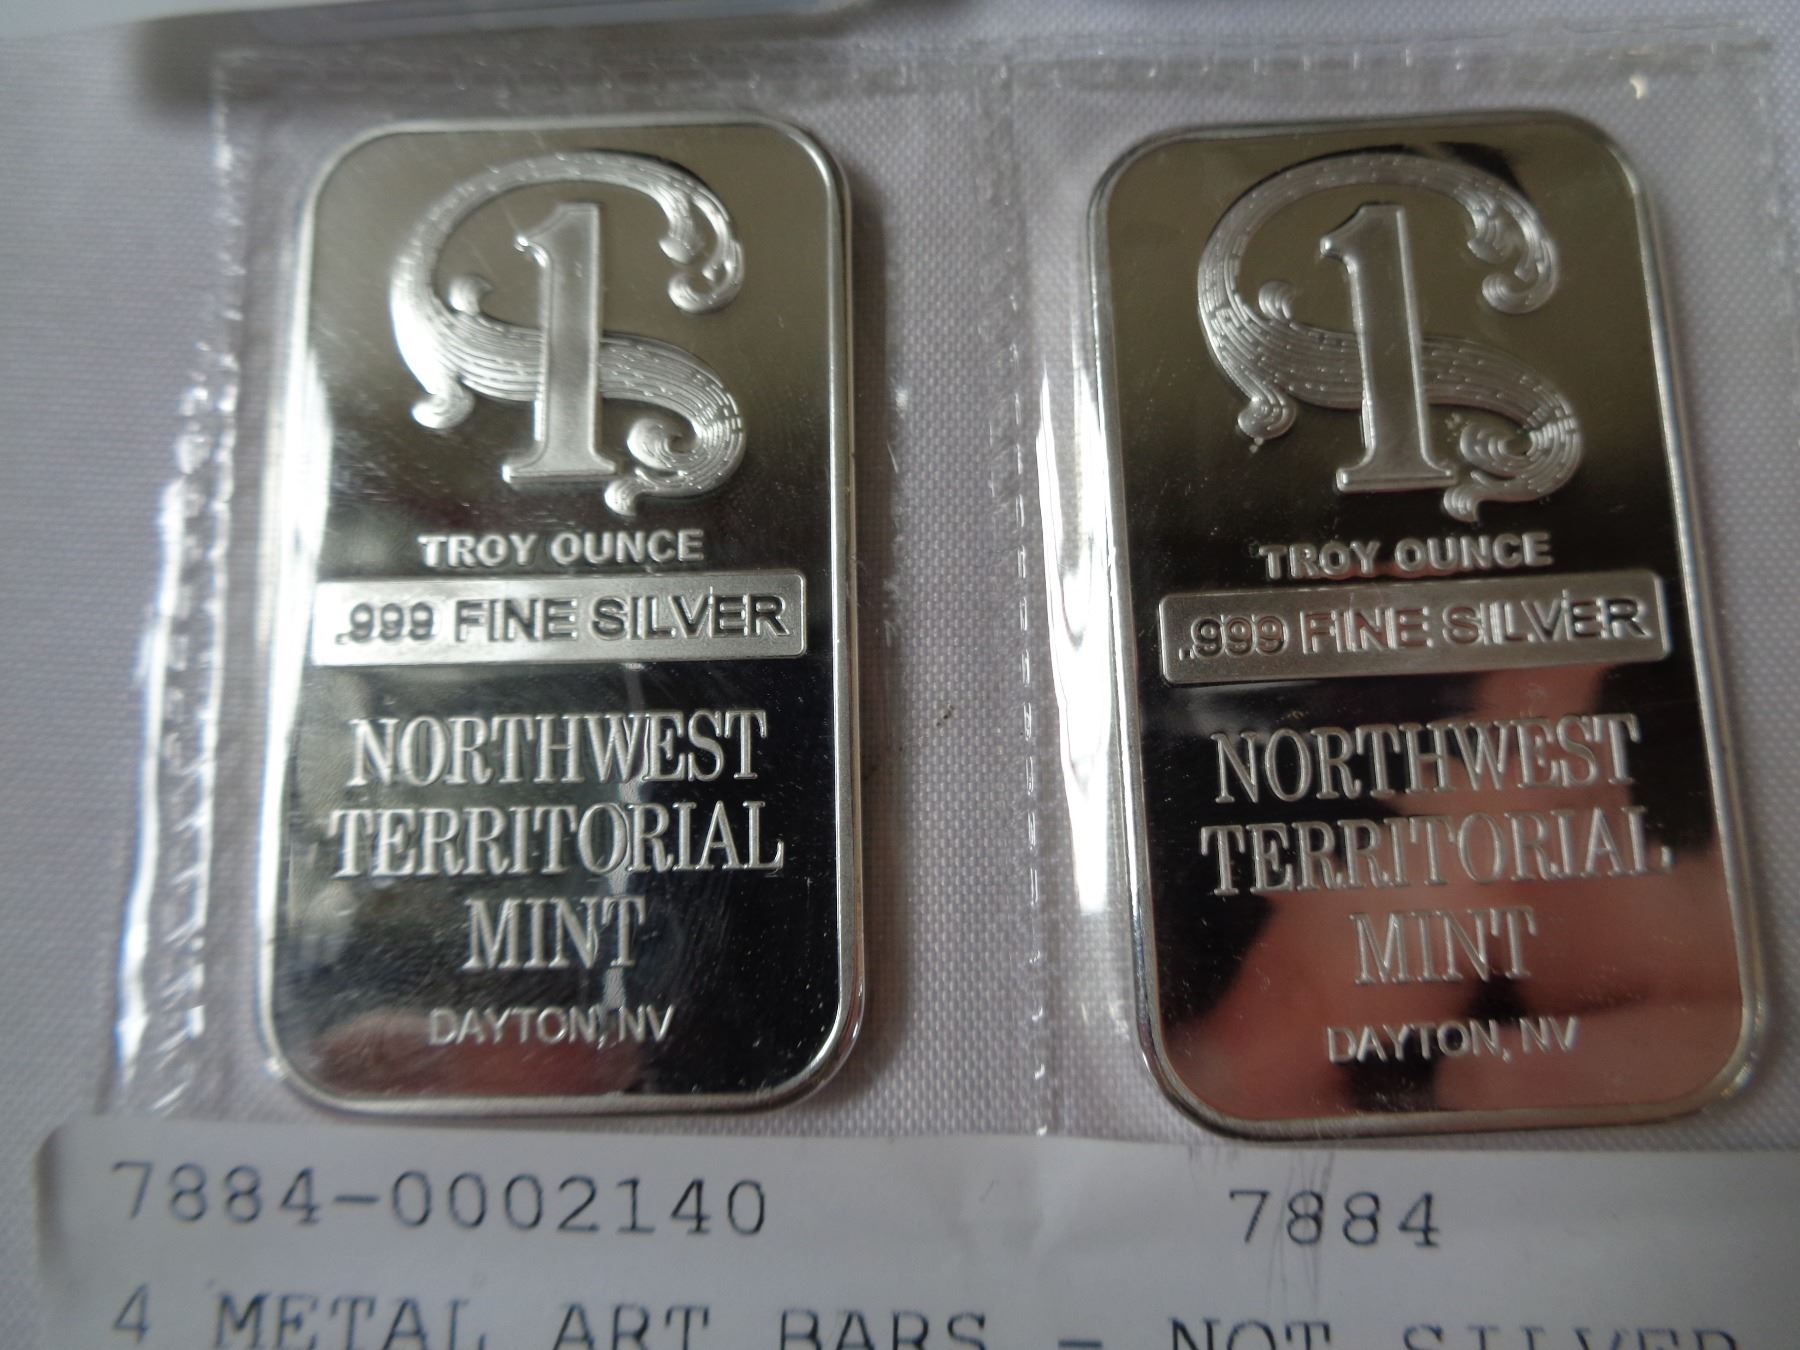 1
TROY OUNCE
.999 FINE SILVER
NORTHWEST
TERRITORIAL
MINT
DAYTON, NV
1
TROY OUNCE
.999 FINE SILVER
NORTHWEST
TERRITORIAL
MINT
DAYTON, NV
7884-0002140 7884
4 METAL ART BARS - NOT SILVER